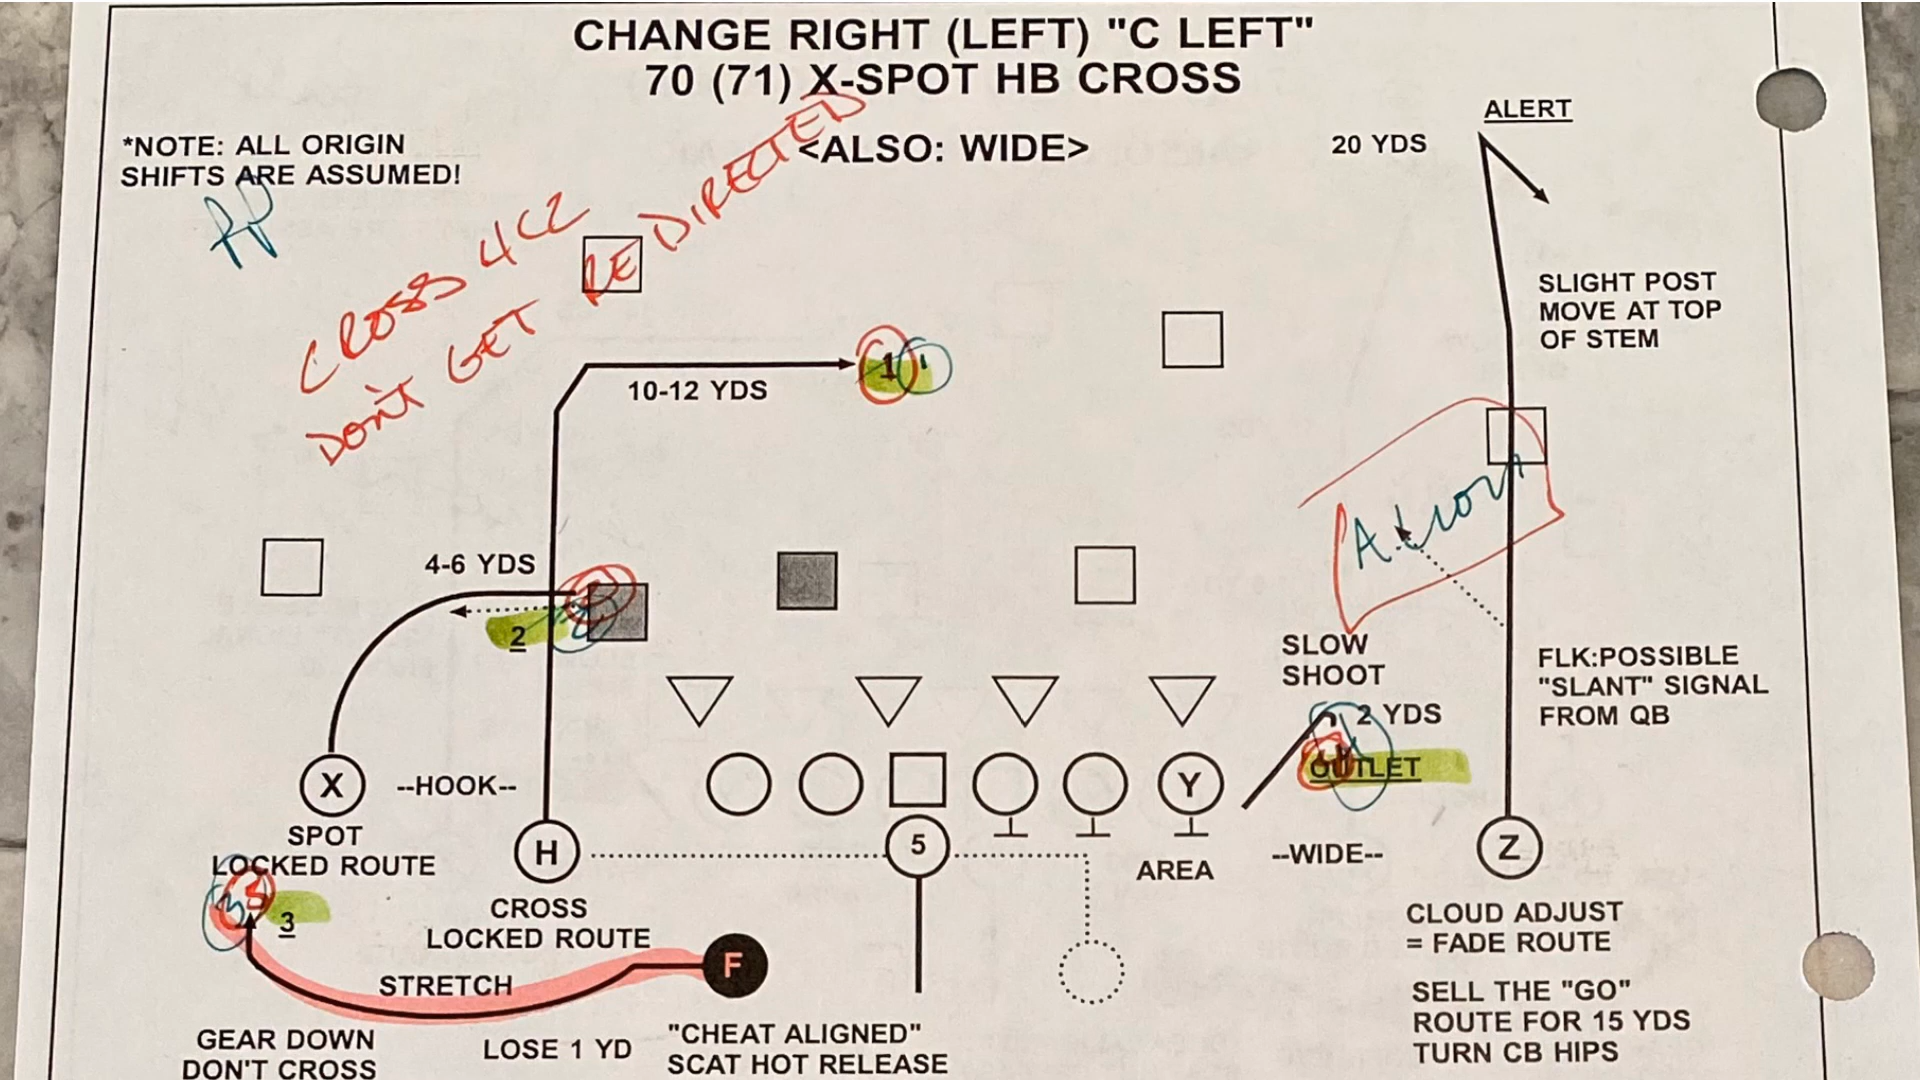 CHANGE RIGHT (LEFT) "C LEFT"
70 (71) X-SPOT HB CROSS
<ALSO: WIDE>
*NOTE: ALL ORIGIN
SHIFTS ARE ASSUMED!
CROSS 4CZ
DON'T GET REDIRECTED
ALERT
20 YDS
SLIGHT POST
MOVE AT TOP
OF STEM
1
1
10-12 YDS
4-6 YDS
2
2
SLOW
SHOOT
2 YDS
OUTLET
FLK:POSSIBLE
"SLANT" SIGNAL
FROM QB
X
--HOOK--
Y
SPOT
LOCKED ROUTE
H
5
AREA
--WIDE--
Z
3
3
3
CROSS
LOCKED ROUTE
CLOUD ADJUST
= FADE ROUTE
F
STRETCH
SELL THE "GO"
ROUTE FOR 15 YDS
TURN CB HIPS
GEAR DOWN
DON'T CROSS
LOSE 1 YD
"CHEAT ALIGNED"
SCAT HOT RELEASE